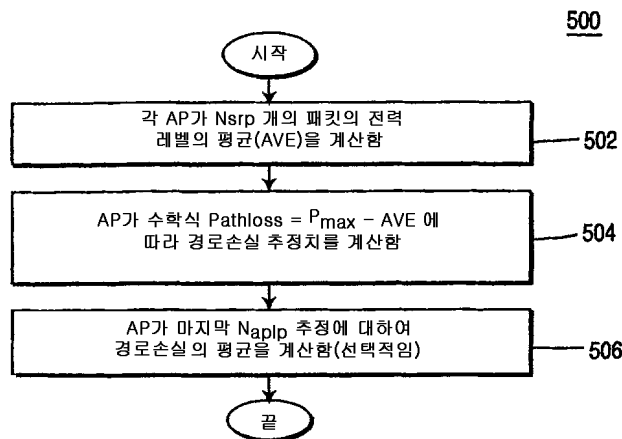 500
시작
각 AP가 Nsrp 개의 패킷의 전력
레벨의 평균(AVE)을 계산함
502
AP가 수학식 Pathloss = Pmax – AVE 에
따라 경로손실 추정치를 계산함
504
AP가 마지막 Naplp 추정에 대하여
경로손실의 평균을 계산함(선택적임)
506
끝